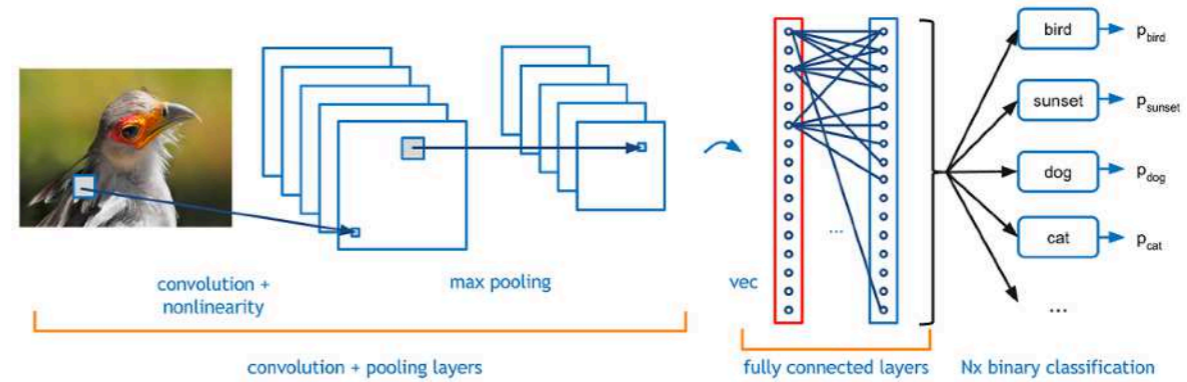 bird
p_bird
sunset
p_sunset
dog
p_dog
cat
p_cat
...
...
convolution +
nonlinearity
max pooling
vec
convolution + pooling layers
fully connected layers
Nx binary classification